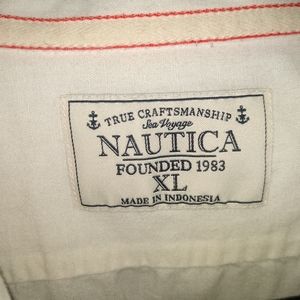 TRUE CRAFTSMANSHIP
Sea Voyage
NAUTICA
FOUNDED 1983
XL
MADE IN INDONESIA